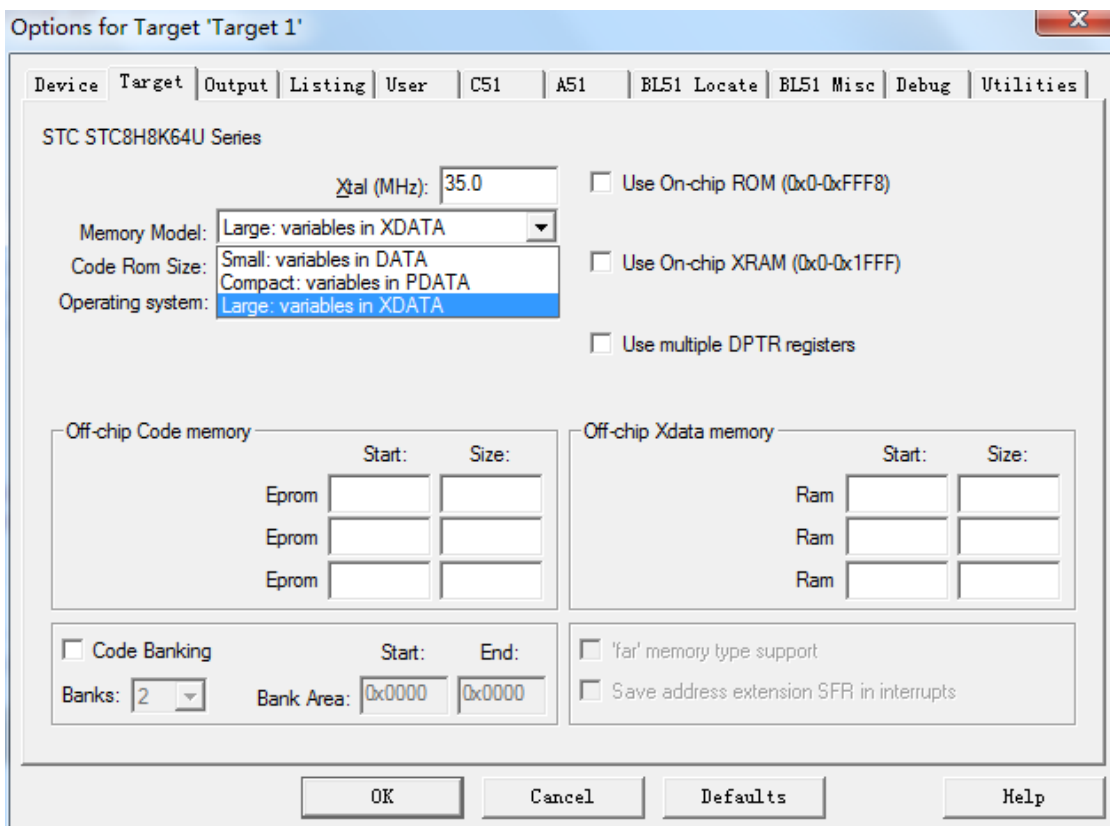 Options for Target 'Target 1'
X
Device Target Output Listing User C51 A51 BL51 Locate BL51 Misc Debug Utilities
STC STC8H8K64U Series
Xtal (MHz): 35.0
Use On-chip ROM (0x0-0xFFF8)
Memory Model: Large: variables in XDATA
Small: variables in DATA
Code Rom Size:
Use On-chip XRAM (0x0-0x1FFF)
Compact: variables in PDATA
Operating system: Large: variables in XDATA
Use multiple DPTR registers
Off-chip Code memory
Start: Size:
Eprom
Eprom
Eprom
Off-chip Xdata memory
Start: Size:
Ram
Ram
Ram
Code Banking Start: End:
Banks: 2 Bank Area: 0x0000 0x0000
'far' memory type support
Save address extension SFR in interrupts
OK Cancel Defaults Help